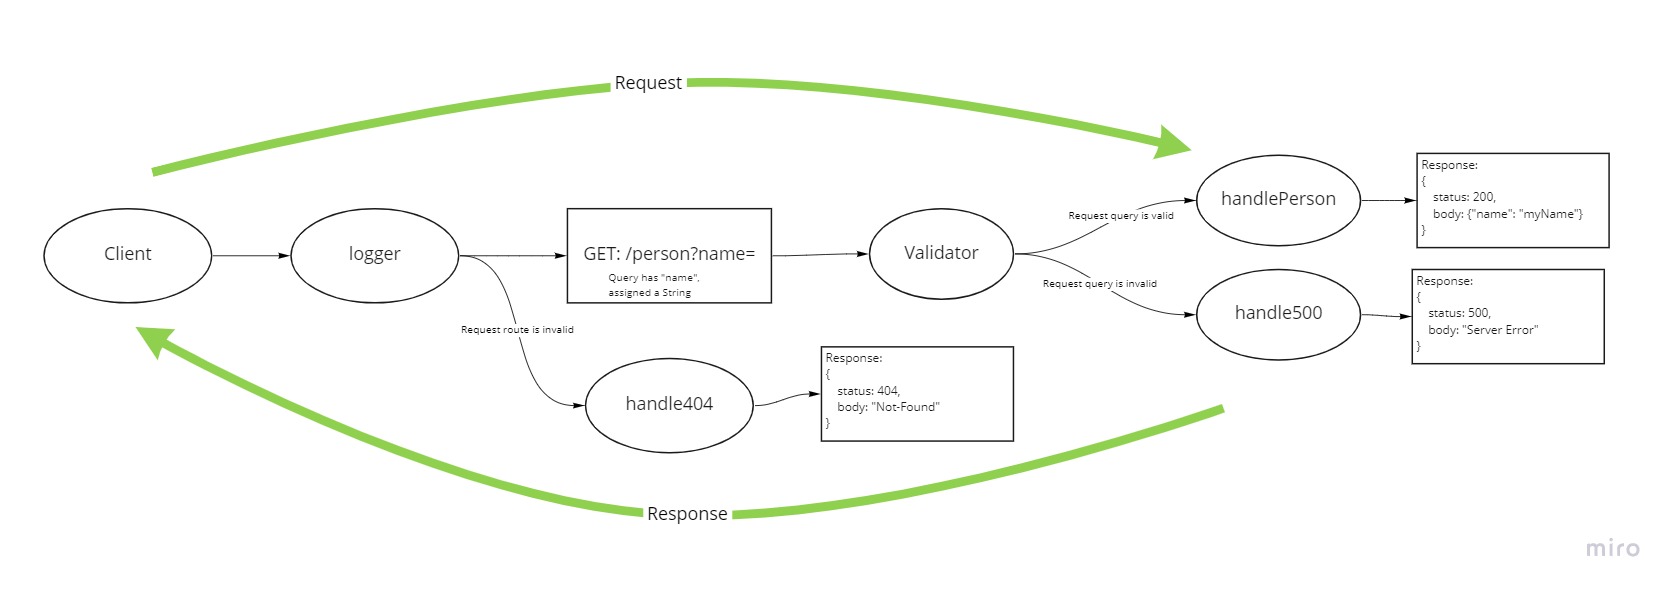 Request
Client
logger
GET: /person?name=
Query has "name",
assigned a String
Validator
Request query is valid
Request query is invalid
handlePerson
Response:
{
status: 200,
body: {"name": "myName"}
}
handle500
Response:
{
status: 500,
body: "Server Error"
}
Request route is invalid
handle404
Response:
{
status: 404,
body: "Not-Found"
}
Response
miro